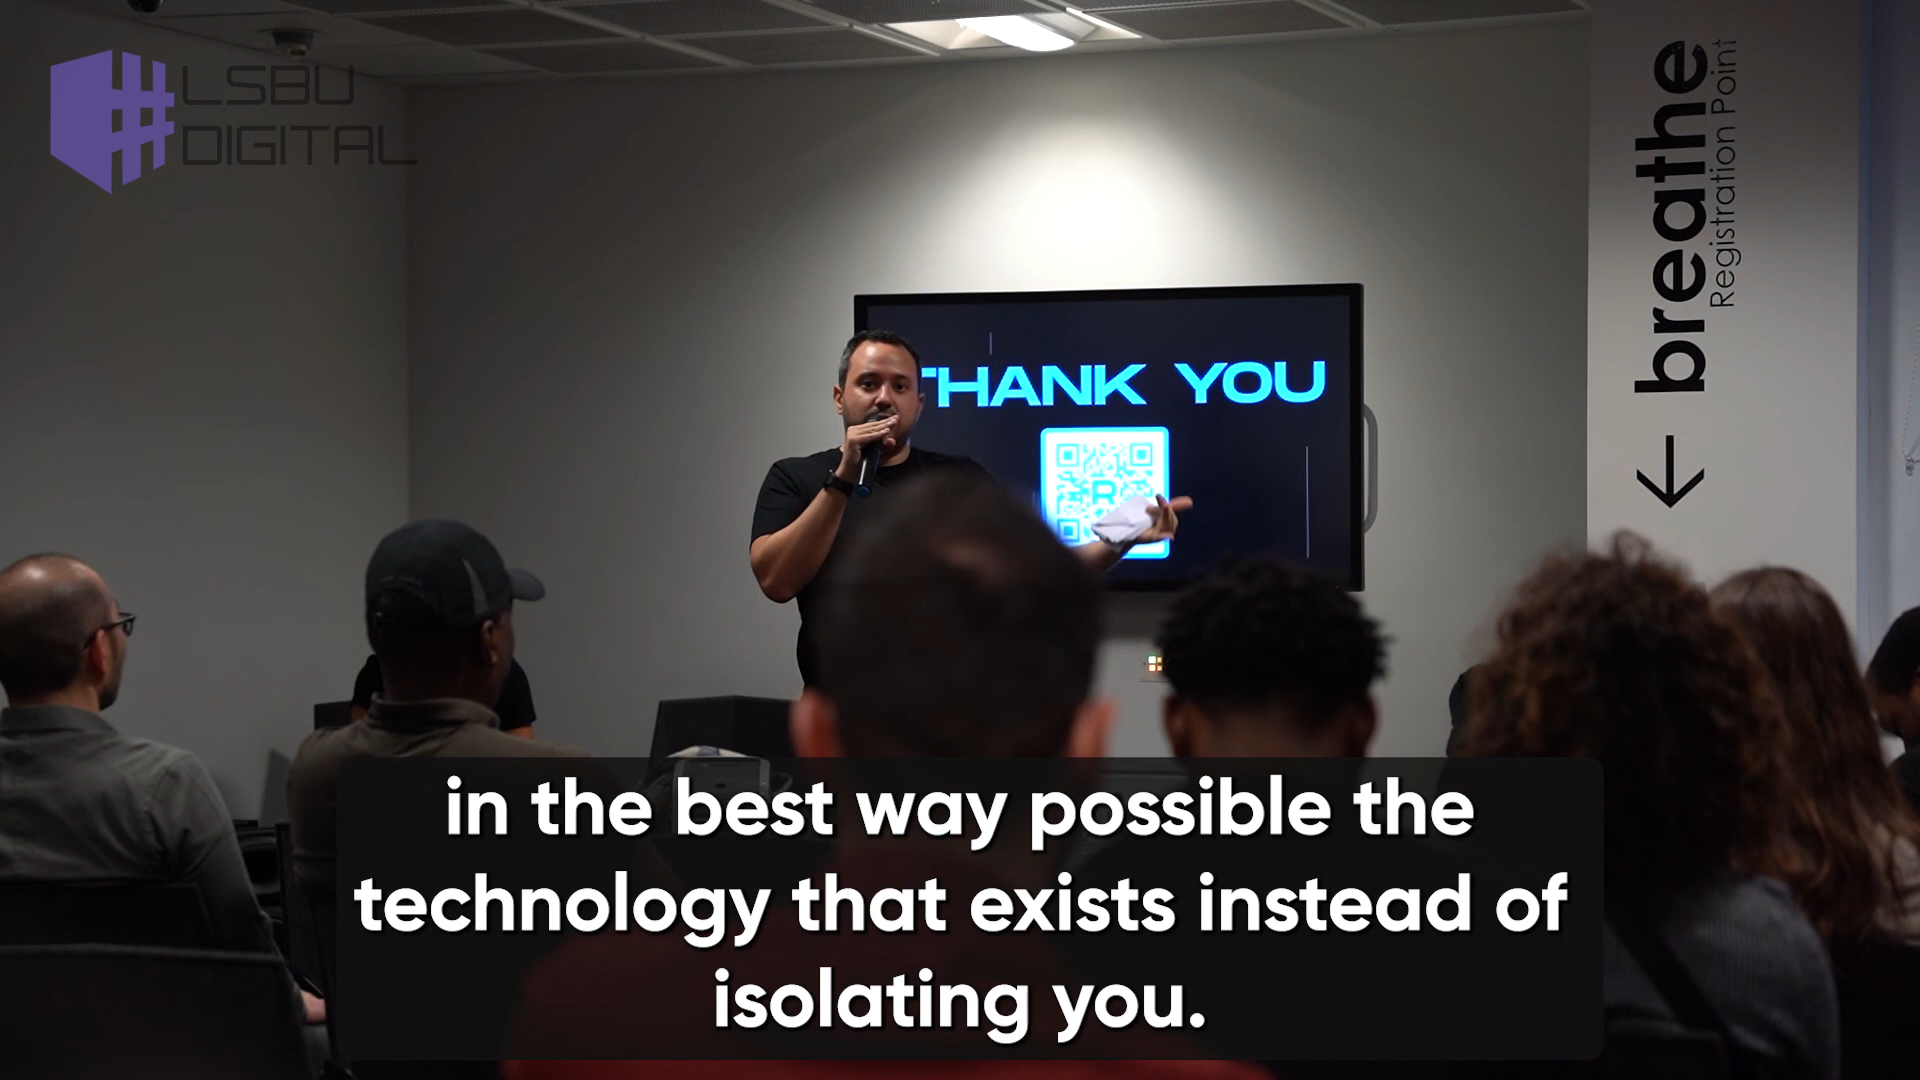 LSBU
DIGITAL
breathe
Registration Point
THANK YOU
R
in the best way possible the
technology that exists instead of
isolating you.